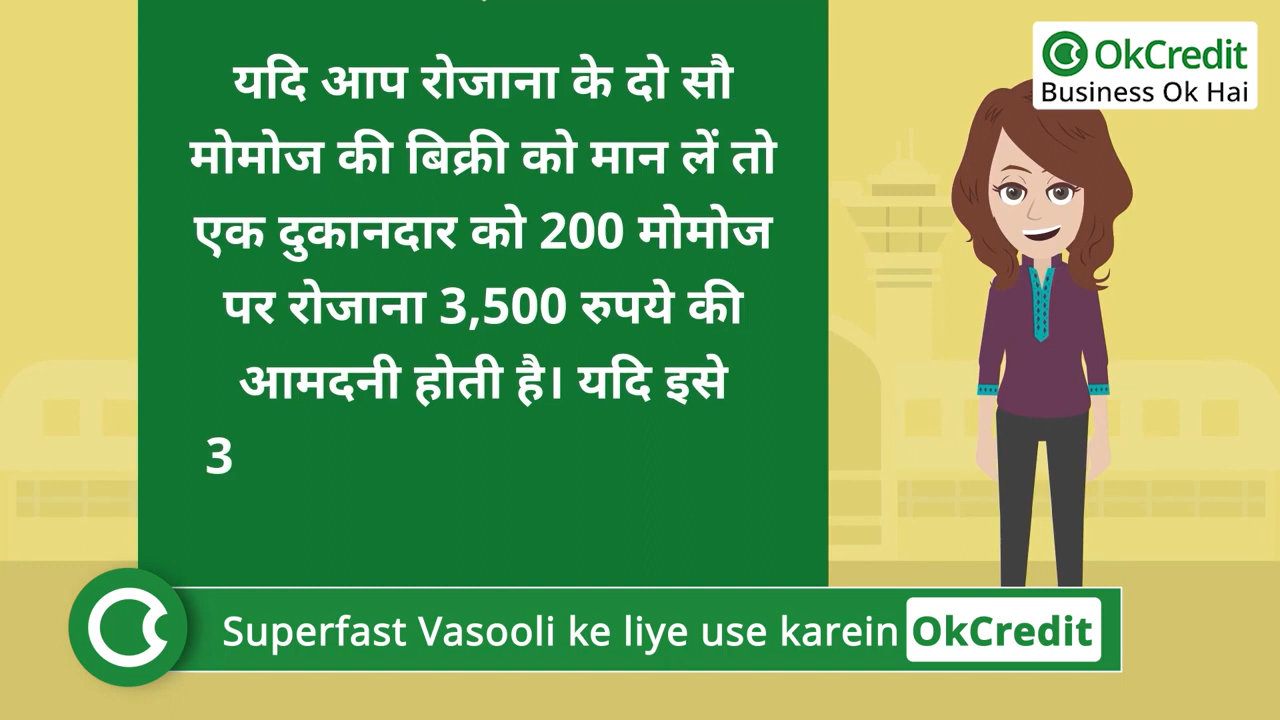 यदि आप रोजाना के दो सौ
मोमोज की बिक्री को मान लें तो
एक दुकानदार को 200 मोमोज
पर रोजाना 3,500 रुपये की
आमदनी होती है। यदि इसे
3
OkCredit
Business Ok Hai
Superfast Vasooli ke liye use karein OkCredit